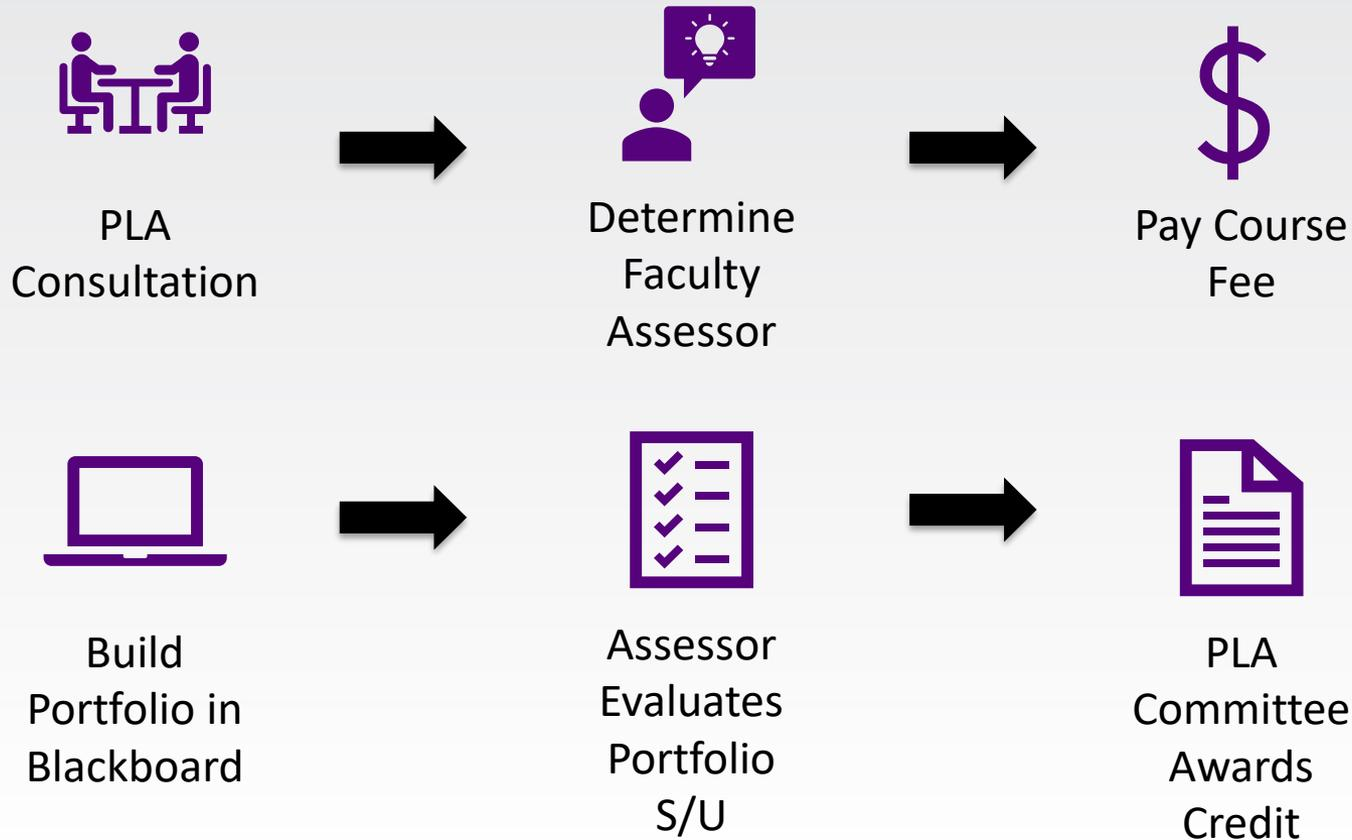 PLA
Consultation
Determine
Faculty
Assessor
Pay Course
Fee
Build
Portfolio in
Blackboard
Assessor
Evaluates
Portfolio
S/U
PLA
Committee
Awards
Credit